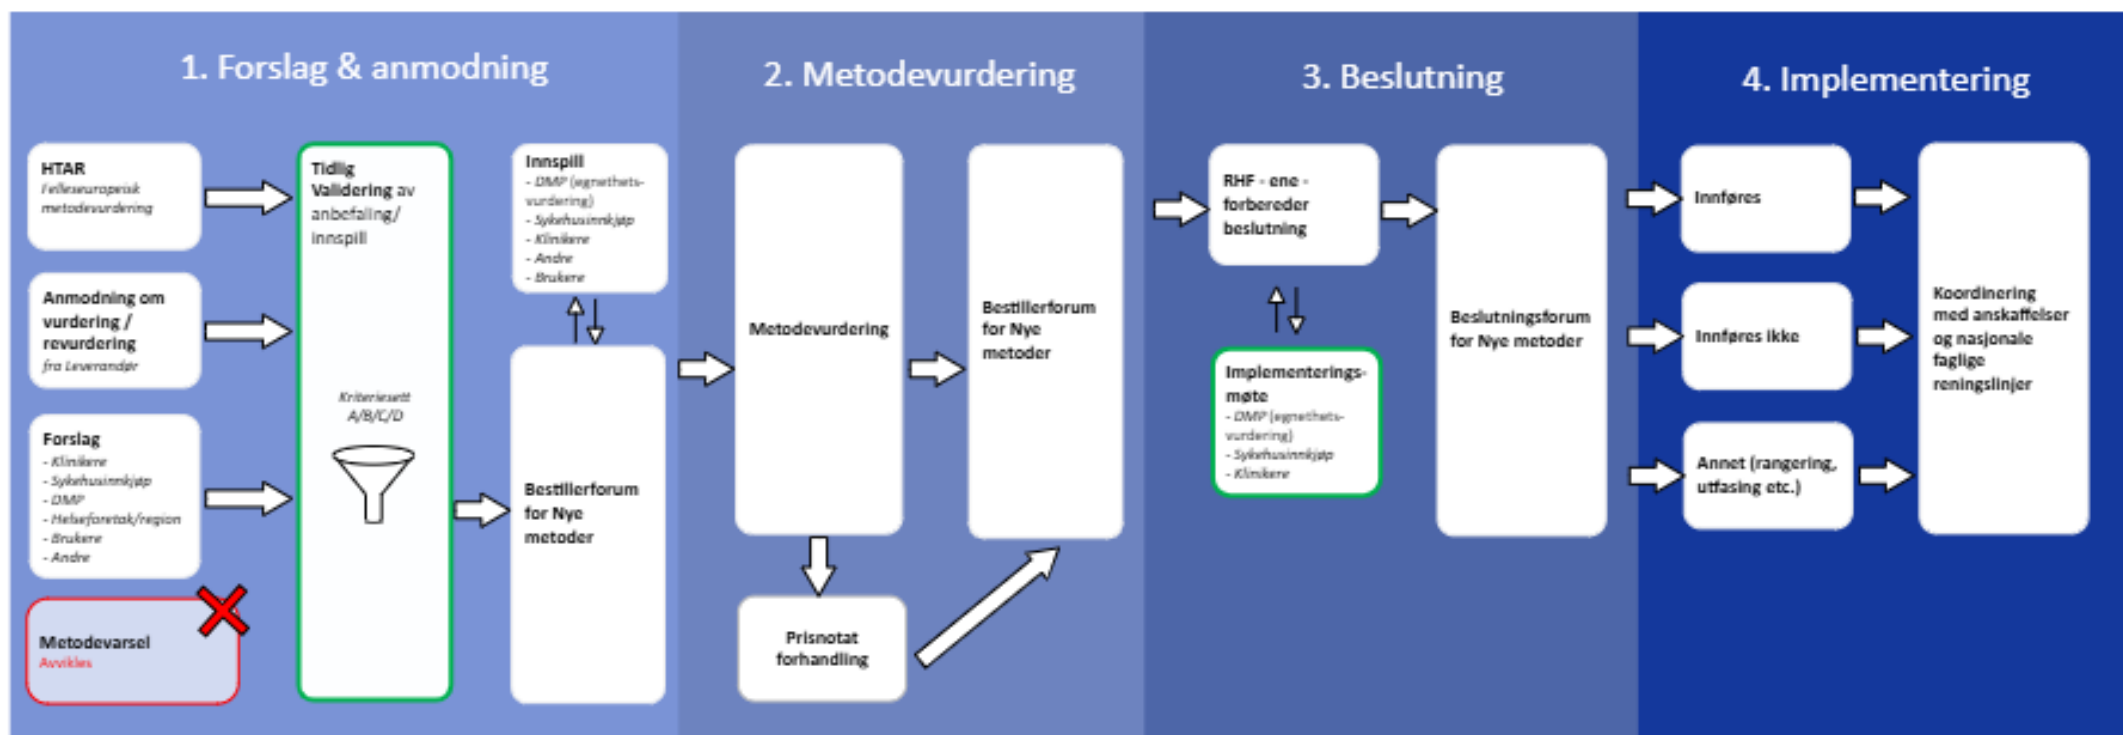 1. Forslag & anmodning
HTAR
Felleseuropeisk
metodevurdering
Anmodning om
vurdering /
revurdering
fra Leverandør
Forslag
- Klinikere
- Sykehusinnkjøp
- DMP
- Helseforetak/region
- Brukere
- Andre
Metodevarsel
Avvikles
Tidlig
Validering av
anbefaling/
innspill
Kriteriesett
A/B/C/D
Innspill
- DMP (egnethets-
vurdering)
- Sykehusinnkjøp
- Klinikere
- Andre
- Brukere
Bestillerforum
for Nye
metoder
2. Metodevurdering
Metodevurdering
Prisnotat
forhandling
Bestillerforum
for Nye
metoder
3. Beslutning
RHF - ene -
forbereder
beslutning
Implementerings-
møte
- DMP (egnethets-
vurdering)
- Sykehusinnkjøp
- Klinikere
Beslutningsforum
for Nye metoder
4. Implementering
Innføres
Innføres ikke
Annet (rangering,
utfasing etc.)
Koordinering
med anskaffelser
og nasjonale
faglige
reningslinjer